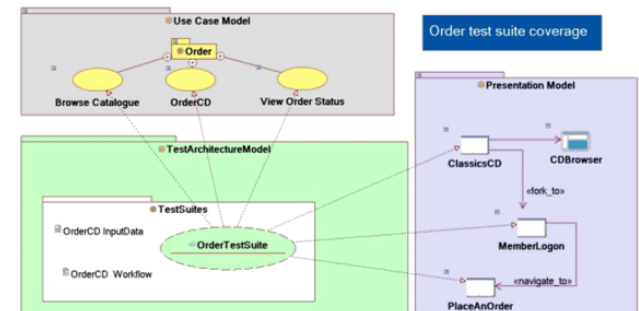 Use Case Model
Order test suite coverage
Order
Browse Catalogue
OrderCD
View Order Status
Presentation Model
ClassicsCD
CDBrowser
«fork_to»
TestArchitectureModel
TestSuites
OrderCD InputData
OrderTestSuite
OrderCD Workflow
MemberLogon
«navigate_to»
PlaceAnOrder